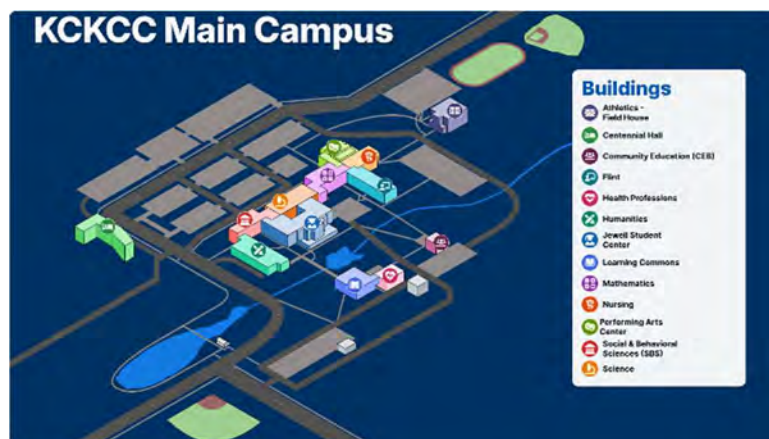 KCKCC Main Campus
Buildings
Athletics -
Field House
Centennial Hall
Community Education (CEB)
Flint
Health Professions
Humanities
Jewell Student
Center
Learning Commons
Mathematics
Nursing
Performing Arts
Center
Social & Behavioral
Sciences (SBS)
Science